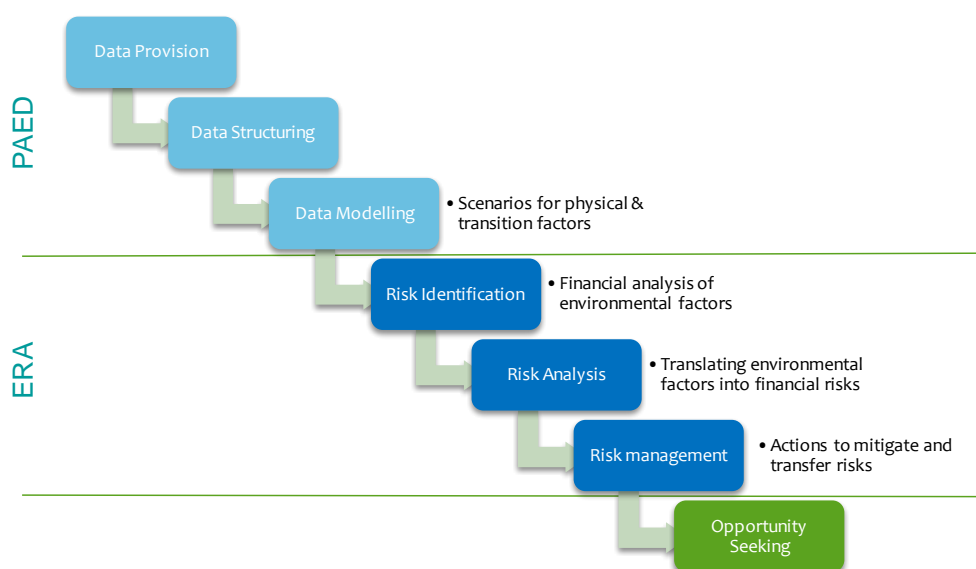 Data Provision
PAED
Data Structuring
Data Modelling
• Scenarios for physical &
transition factors
Risk Identification
• Financial analysis of
environmental factors
ERA
Risk Analysis
• Translating environmental
factors into financial risks
Risk management
• Actions to mitigate and
transfer risks
Opportunity
Seeking